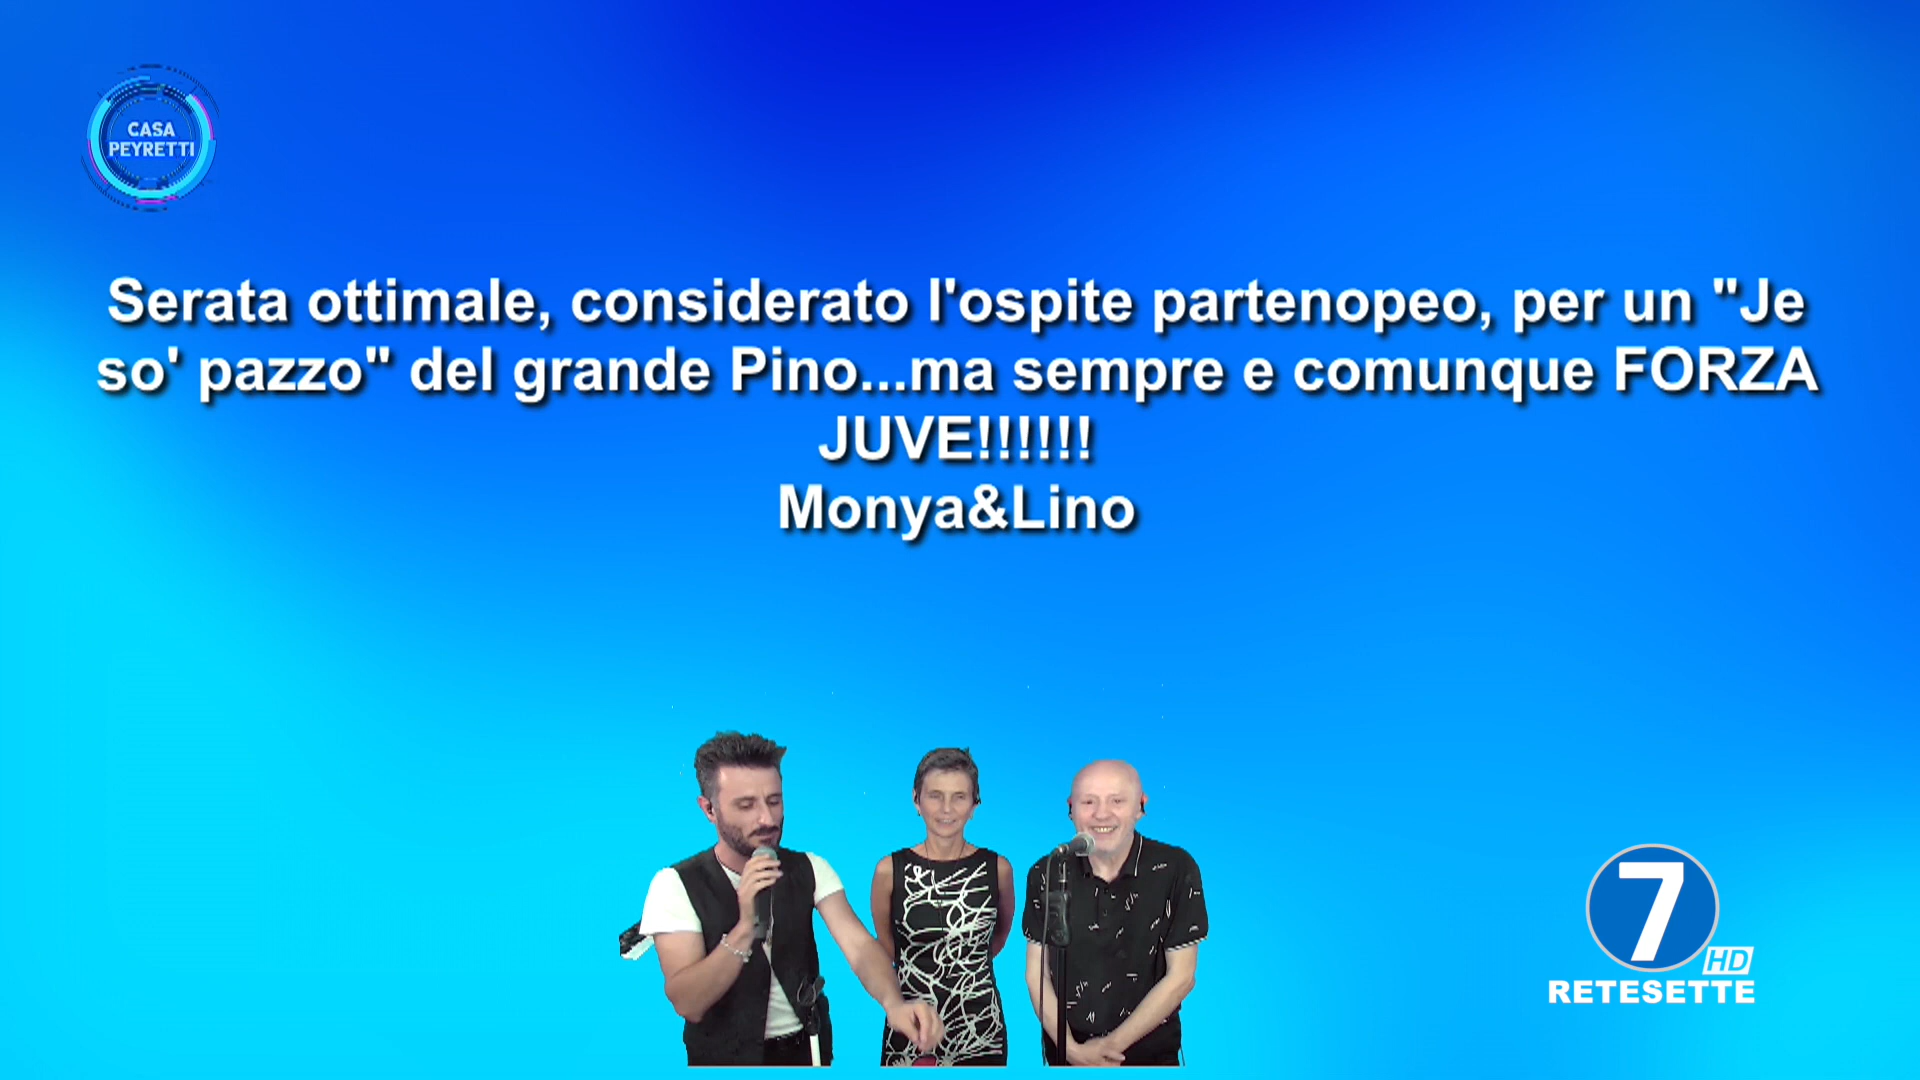 CASA
PEYRETTI
Serata ottimale, considerato l'ospite partenopeo, per un "Je
so' pazzo" del grande Pino...ma sempre e comunque FORZA
JUVE!!!!!!
Monya&Lino
7
HD
RETESETTE